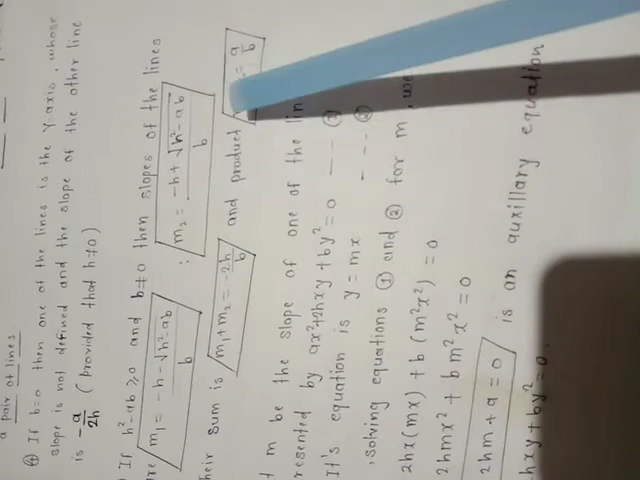 a pair of lines
④ If b=0 then one of the lines is the Y-axis, whose
slope is not defined and the slope of the other line
is -a/2h (provided that h≠0)
If h²-ab ≥0 and b≠0 then slopes of the lines
are m₁ = -h-√h²-ab / b ; m₂ = -h+√h²-ab / b
heir sum is m₁+m₂ = -2h/b and product = a/b
t m be the slope of one of the lin
resented by ax²+2hxy+by²=0 --- ①
It's equation is y=mx ---- ②
, solving equations ① and ② for m, we
2hx(mx)+b(m²x²)=0
2hmx²+bm²x²=0
2hm+a=0 is an auxillary equation
hxy+by²=0.